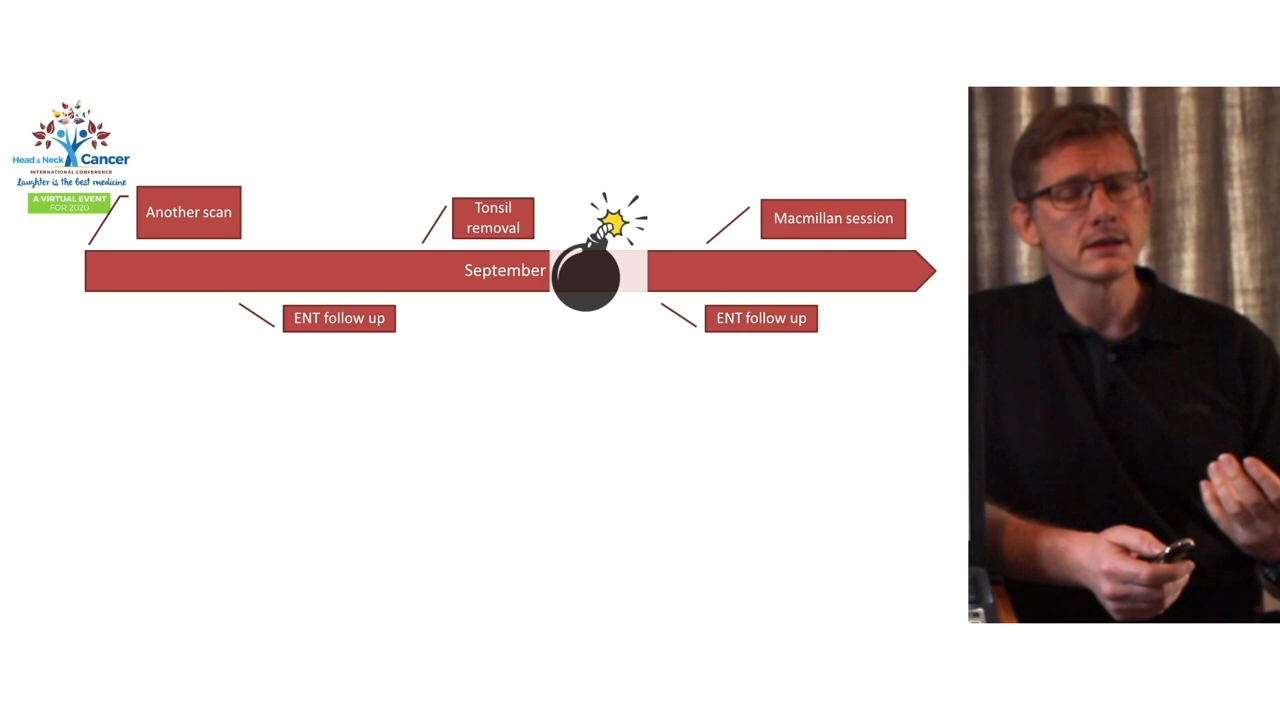 Head & Neck Cancer
INTERNATIONAL CONFERENCE
Laughter is the best medicine
A VIRTUAL EVENT
FOR 2020
Another scan
Tonsil
removal
Macmillan session
September
ENT follow up
ENT follow up